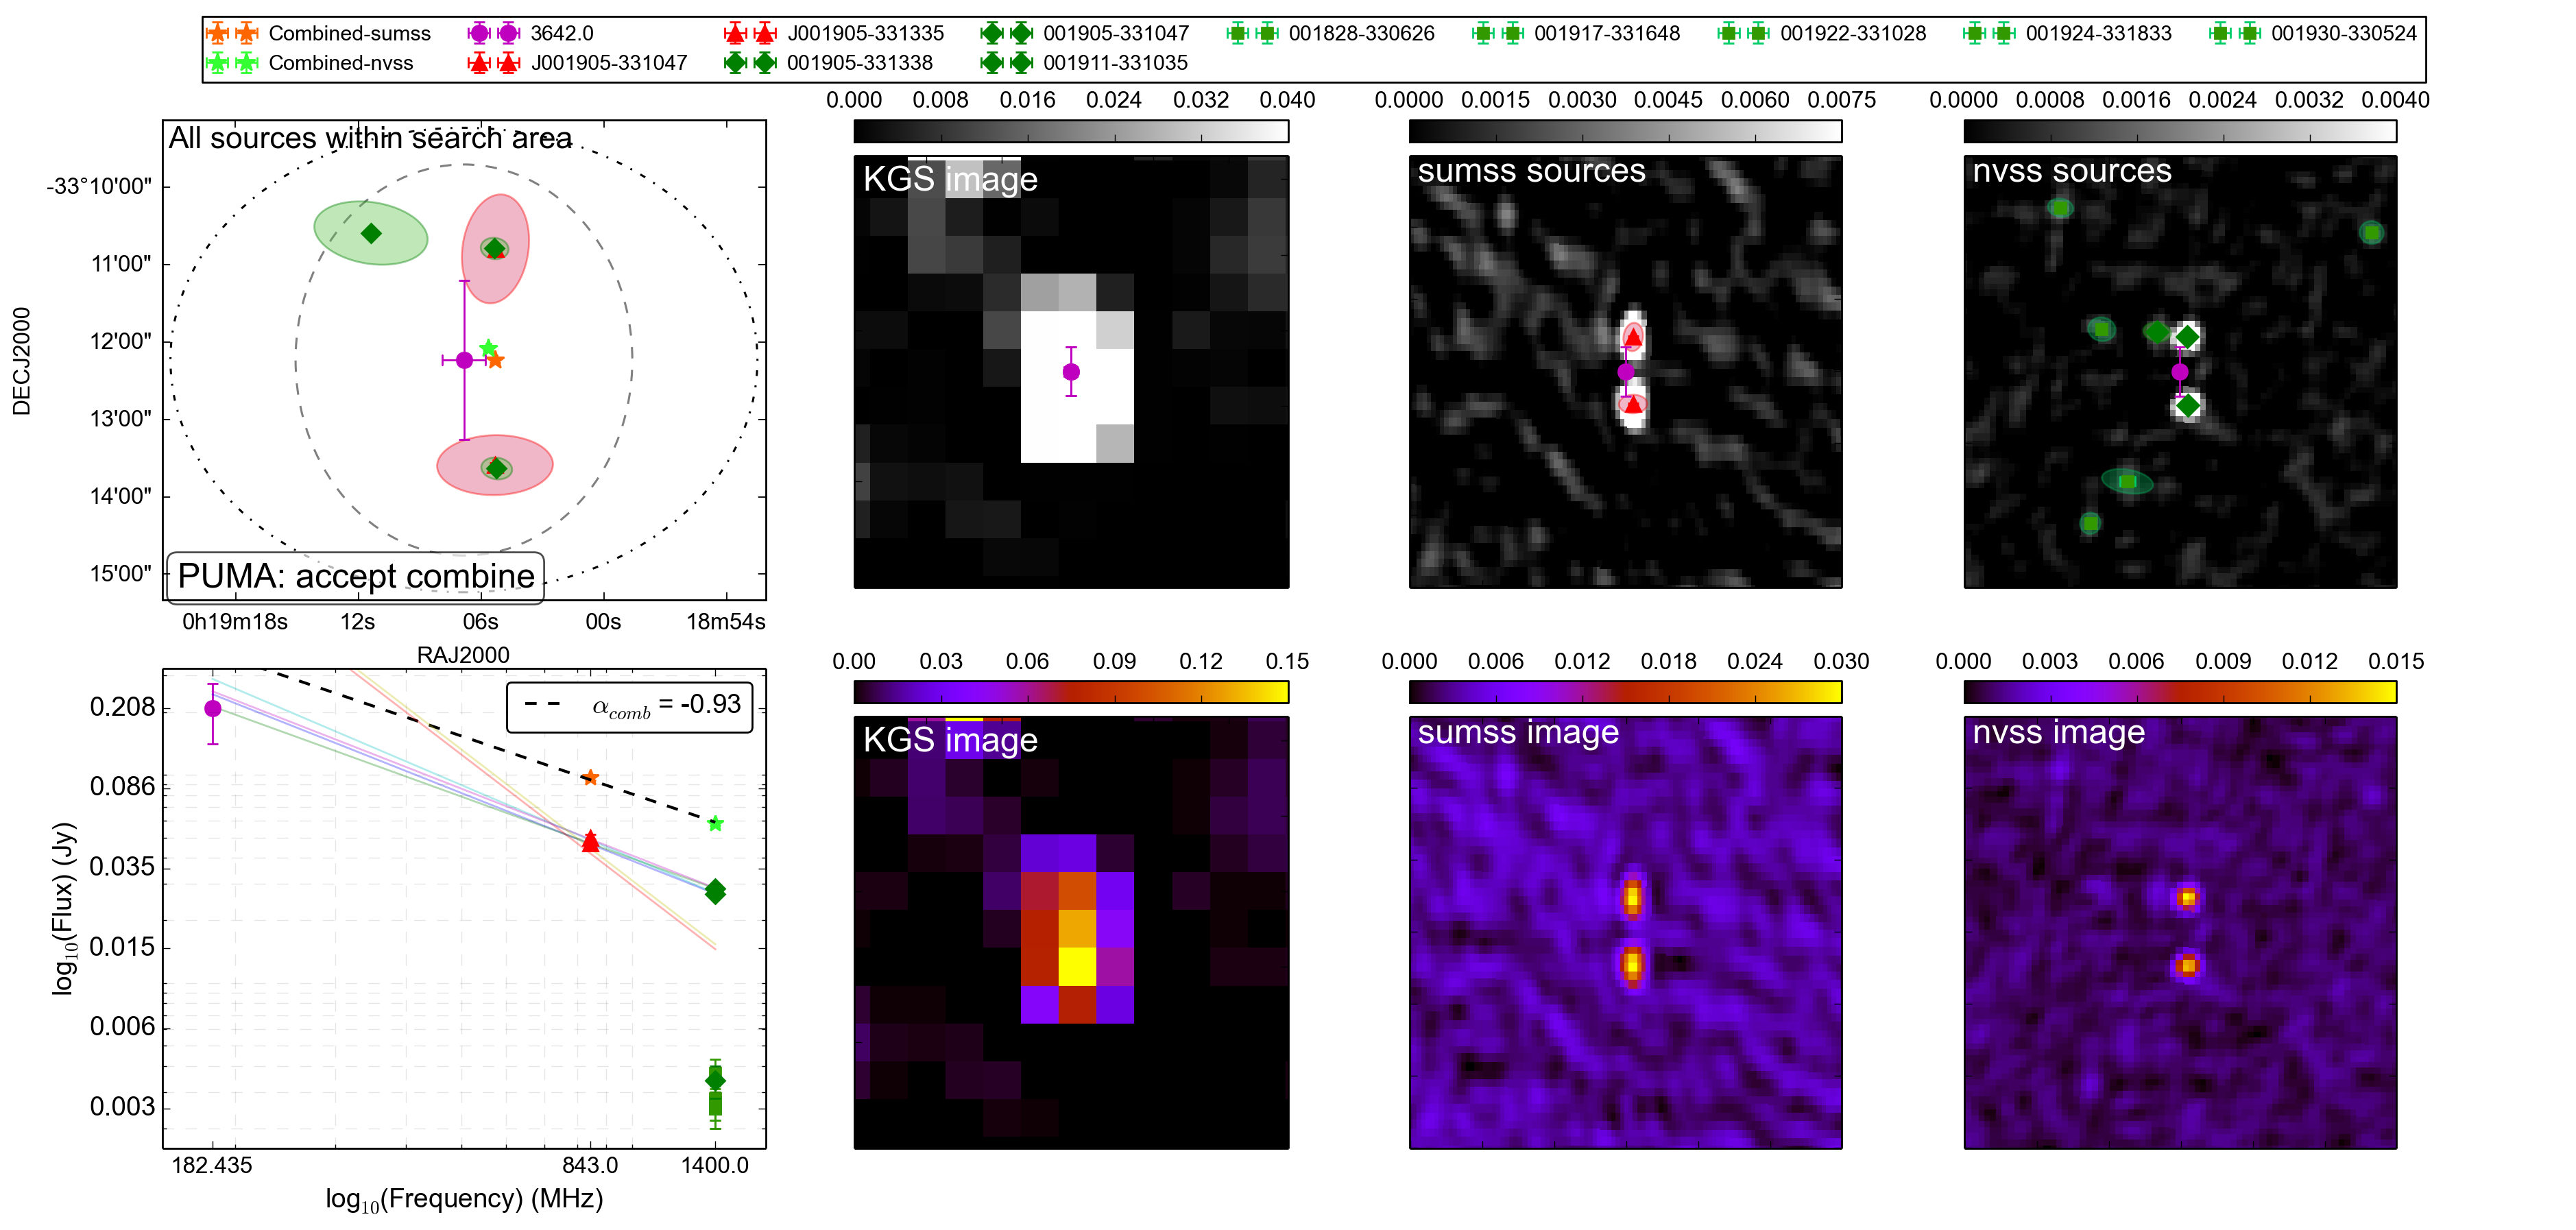 Combined-sumss 3642.0 J001905-331335 001905-331047 001828-330626 001917-331648 001922-331028 001924-331833 001930-330524
Combined-nvss J001905-331047 001905-331338 001911-331035
0.000 0.008 0.016 0.024 0.032 0.040
0.0000 0.0015 0.0030 0.0045 0.0060 0.0075
0.0000 0.0008 0.0016 0.0024 0.0032 0.0040
All sources within search area
KGS image
sumss sources
nvss sources
-33°10'00"
11'00"
12'00"
13'00"
14'00"
15'00"
DECJ2000
PUMA: accept combine
0h19m18s 12s 06s 00s 18m54s
RAJ2000
0.00 0.03 0.06 0.09 0.12 0.15
0.000 0.006 0.012 0.018 0.024 0.030
0.000 0.003 0.006 0.009 0.012 0.015
α_comb = -0.93
KGS image
sumss image
nvss image
0.208
0.086
0.035
0.015
0.006
0.003
log10(Flux) (Jy)
182.435 843.0 1400.0
log10(Frequency) (MHz)